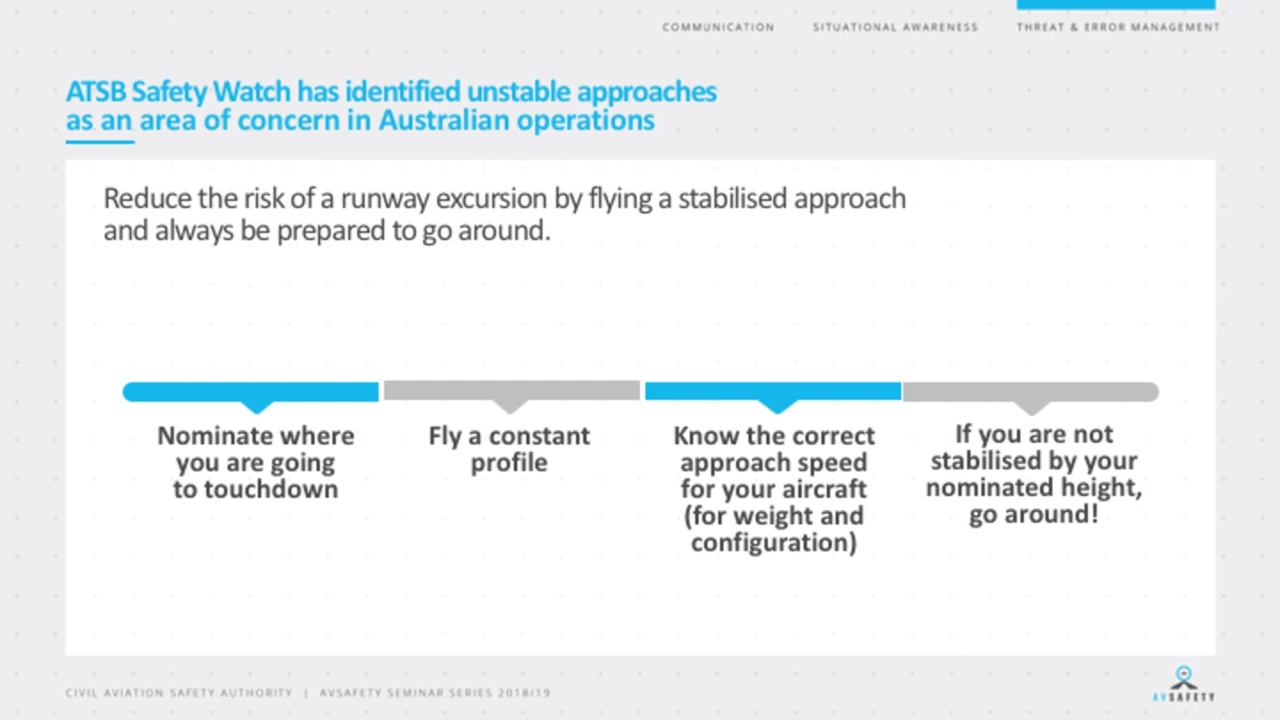 COMMUNICATION SITUATIONAL AWARENESS THREAT & ERROR MANAGEMENT
ATSB Safety Watch has identified unstable approaches
as an area of concern in Australian operations
Reduce the risk of a runway excursion by flying a stabilised approach
and always be prepared to go around.
Nominate where
you are going
to touchdown
Fly a constant
profile
Know the correct
approach speed
for your aircraft
(for weight and
configuration)
If you are not
stabilised by your
nominated height,
go around!
CIVIL AVIATION SAFETY AUTHORITY | AVSAFETY SEMINAR SERIES 2018/19
AVSAFETY